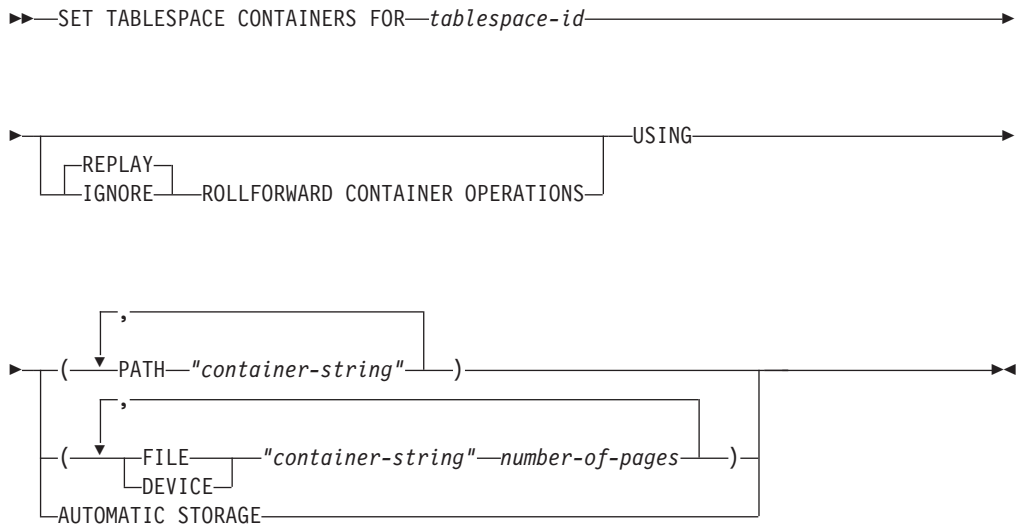 SET TABLESPACE CONTAINERS FOR tablespace-id
USING
REPLAY
IGNORE ROLLFORWARD CONTAINER OPERATIONS
,
( PATH "container-string" )
,
( FILE "container-string" number-of-pages )
DEVICE
AUTOMATIC STORAGE